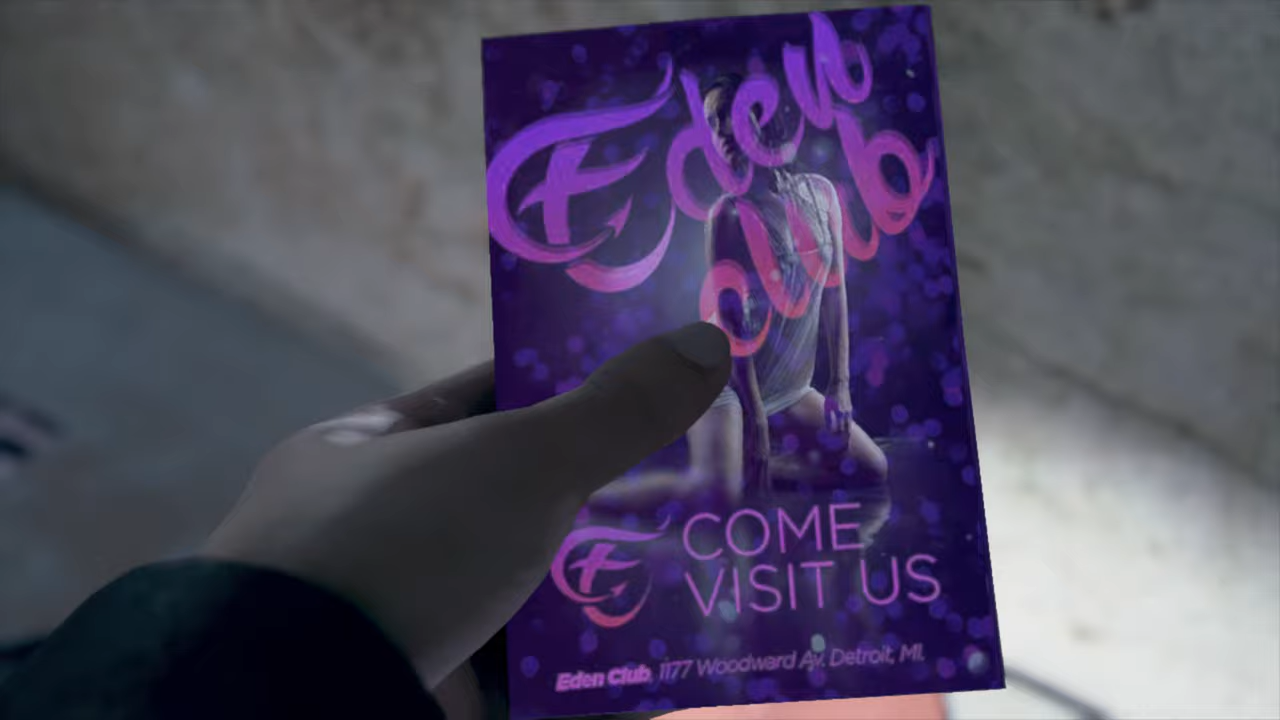 Eden
club
COME
VISIT US
Eden Club, 1177 Woodward Av. Detroit, MI.